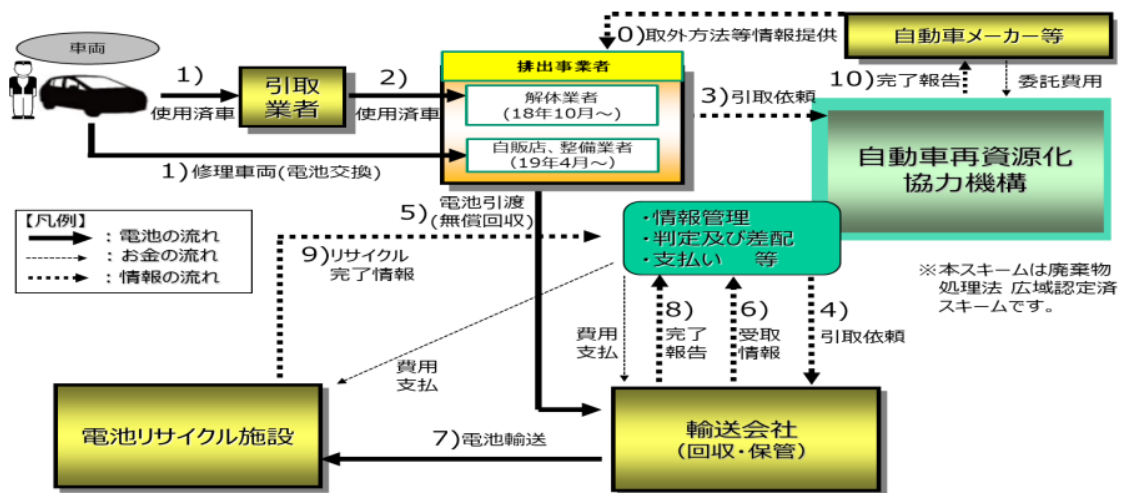 車両
1)
使用済車
引取
業者
2)
使用済車
排出事業者
解体業者
(18年10月～)
自販店、整備業者
(19年4月～)
1)修理車両(電池交換)
0)取外方法等情報提供
自動車メーカー等
10)完了報告
委託費用
3)引取依頼
自動車再資源化
協力機構
・情報管理
・判定及び差配
・支払い 等
【凡例】
：電池の流れ
：お金の流れ
：情報の流れ
5)電池引渡
(無償回収)
9)リサイクル
完了情報
※本スキームは廃棄物
処理法 広域認定済
スキームです。
費用
支払
費用
支払
8)完了
報告
6)受取
情報
4)
引取依頼
電池リサイクル施設
7)電池輸送
輸送会社
(回収・保管)